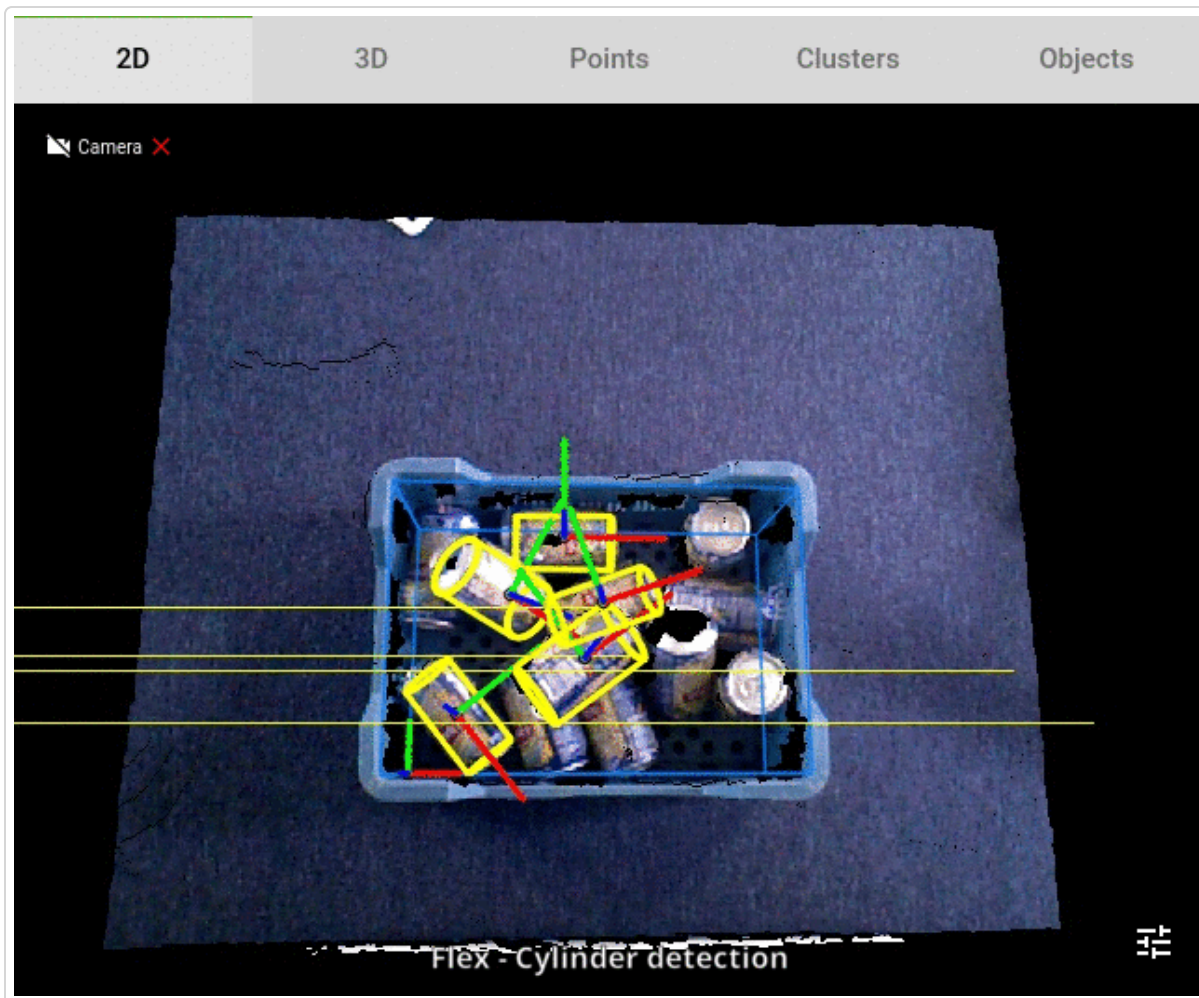 2D
3D
Points
Clusters
Objects
Camera
Flex - Cylinder detection